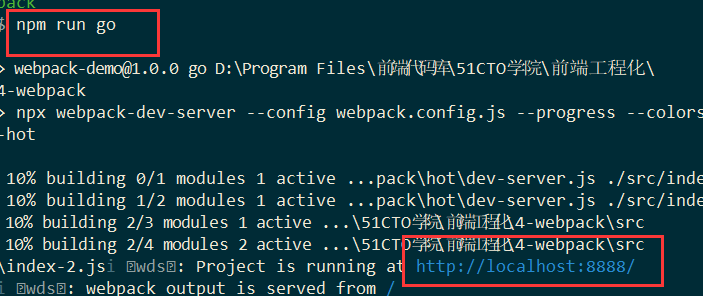 pack
$ npm run go
> webpack-demo@1.0.0 go D:\Program Files\前端代码库\51CTO学院\前端工程化\
4-webpack
> npx webpack-dev-server --config webpack.config.js --progress --colors
-hot
10% building 0/1 modules 1 active ...pack\hot\dev-server.js ./src/inde
10% building 1/2 modules 1 active ...pack\hot\dev-server.js ./src/inde
10% building 2/3 modules 1 active ...\51CTO学院\前端工程化\4-webpack\src
10% building 2/4 modules 2 active ...\51CTO学院\前端工程化\4-webpack\src
\index-2.jsi 「wds」: Project is running at http://localhost:8888/
i 「wds」: webpack output is served from /